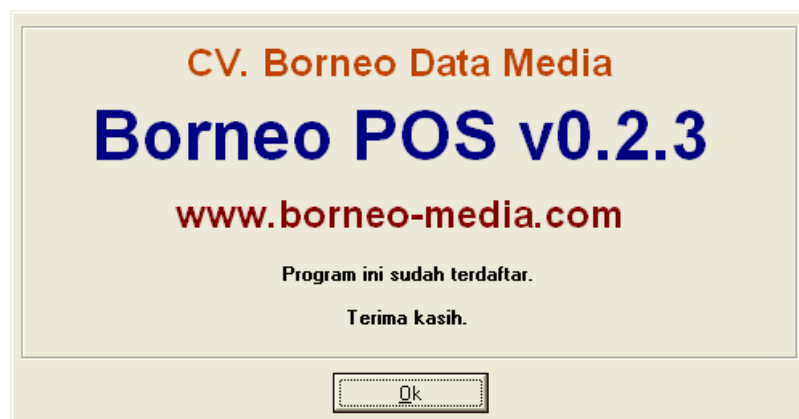 CV. Borneo Data Media
Borneo POS v0.2.3
www.borneo-media.com
Program ini sudah terdaftar.
Terima kasih.
Ok